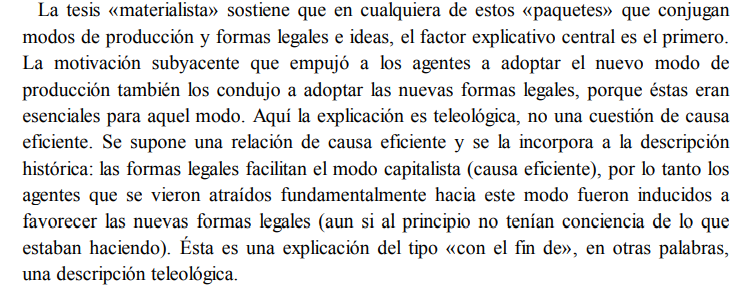 La tesis «materialista» sostiene que en cualquiera de estos «paquetes» que conjugan
modos de producción y formas legales e ideas, el factor explicativo central es el primero.
La motivación subyacente que empujó a los agentes a adoptar el nuevo modo de
producción también los condujo a adoptar las nuevas formas legales, porque éstas eran
esenciales para aquel modo. Aquí la explicación es teleológica, no una cuestión de causa
eficiente. Se supone una relación de causa eficiente y se la incorpora a la descripción
histórica: las formas legales facilitan el modo capitalista (causa eficiente), por lo tanto los
agentes que se vieron atraídos fundamentalmente hacia este modo fueron inducidos a
favorecer las nuevas formas legales (aun si al principio no tenían conciencia de lo que
estaban haciendo). Ésta es una explicación del tipo «con el fin de», en otras palabras,
una descripción teleológica.